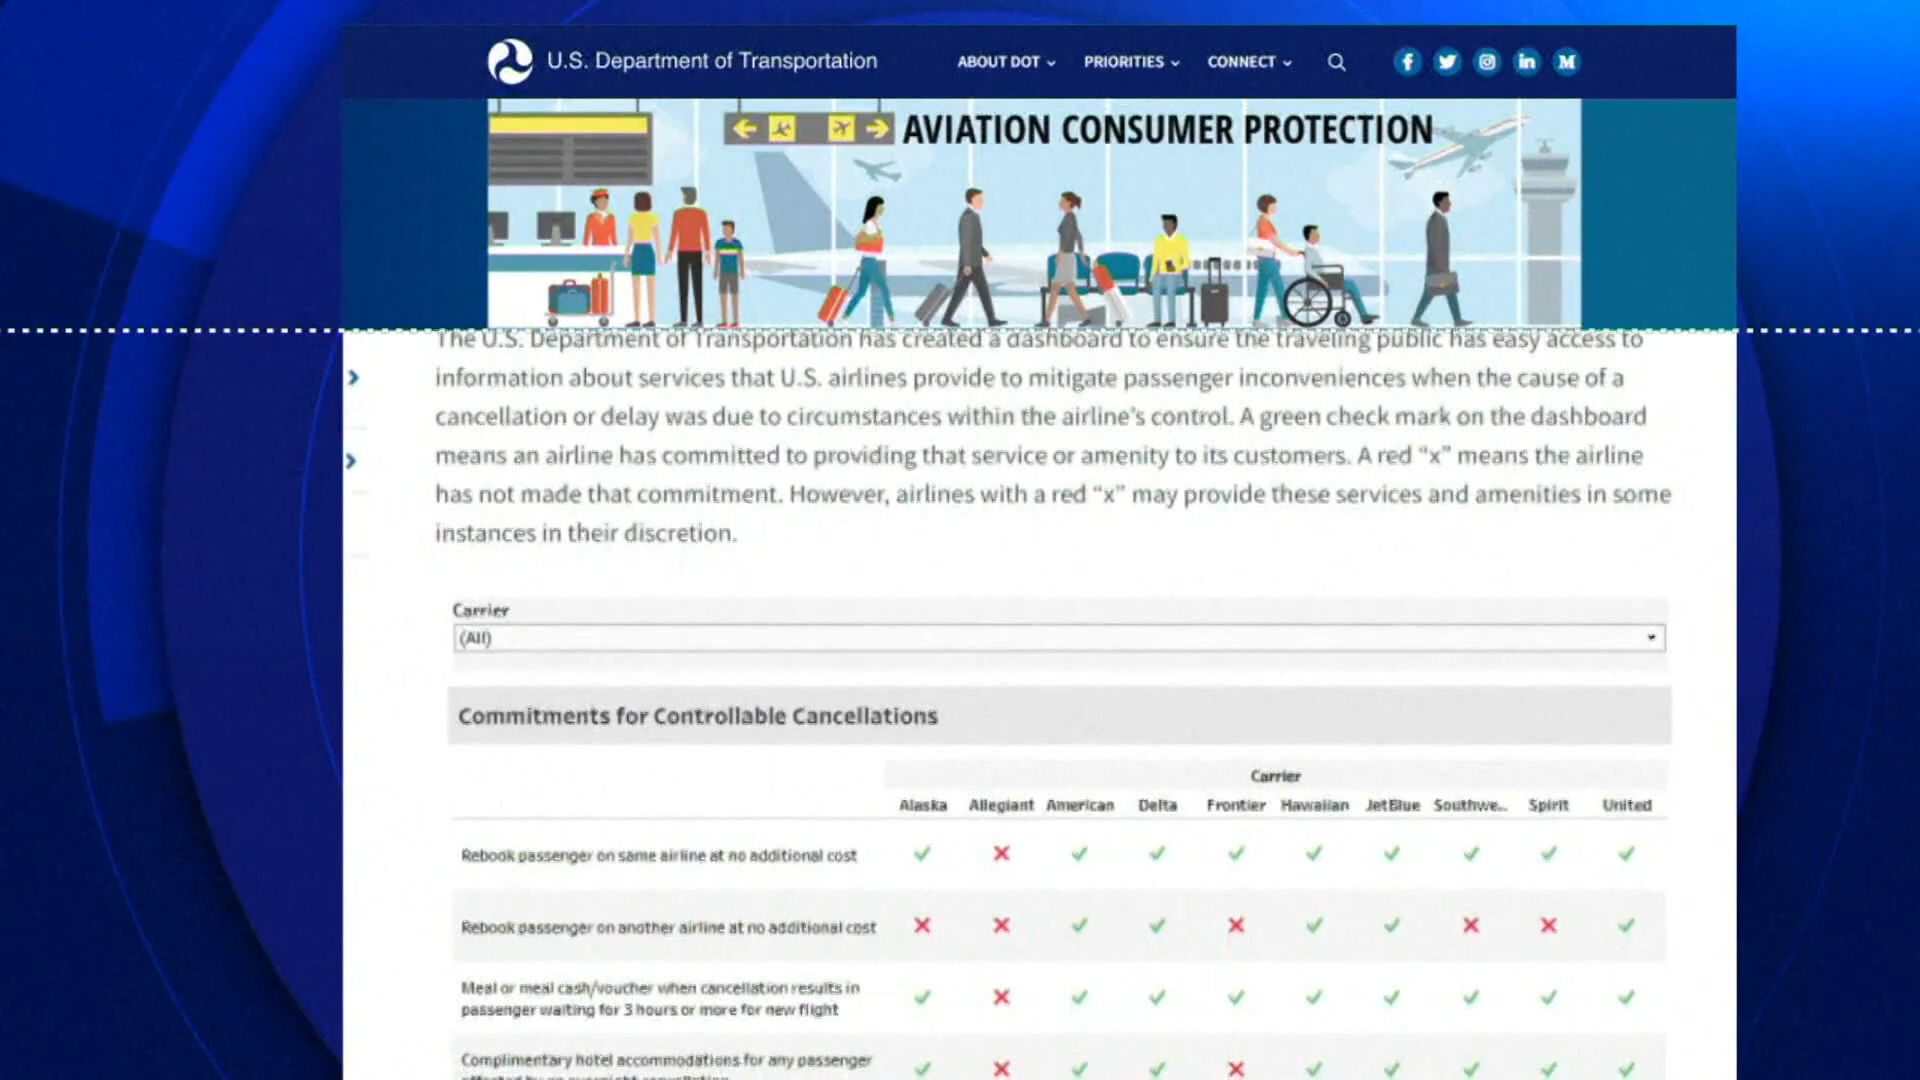 U.S. Department of Transportation
ABOUT DOT
PRIORITIES
CONNECT
AVIATION CONSUMER PROTECTION
The U.S. Department of Transportation has created a dashboard to ensure the traveling public has easy access to
information about services that U.S. airlines provide to mitigate passenger inconveniences when the cause of a
cancellation or delay was due to circumstances within the airline's control. A green check mark on the dashboard
means an airline has committed to providing that service or amenity to its customers. A red “x” means the airline
has not made that commitment. However, airlines with a red “x” may provide these services and amenities in some
instances in their discretion.
Carrier
(All)
Commitments for Controllable Cancellations
Carrier
Alaska Allegiant American Delta Frontier Hawaiian JetBlue Southwe.. Spirit United
Rebook passenger on same airline at no additional cost
Rebook passenger on another airline at no additional cost
Meal or meal cash/voucher when cancellation results in
passenger waiting for 3 hours or more for new flight
Complimentary hotel accommodations for any passenger